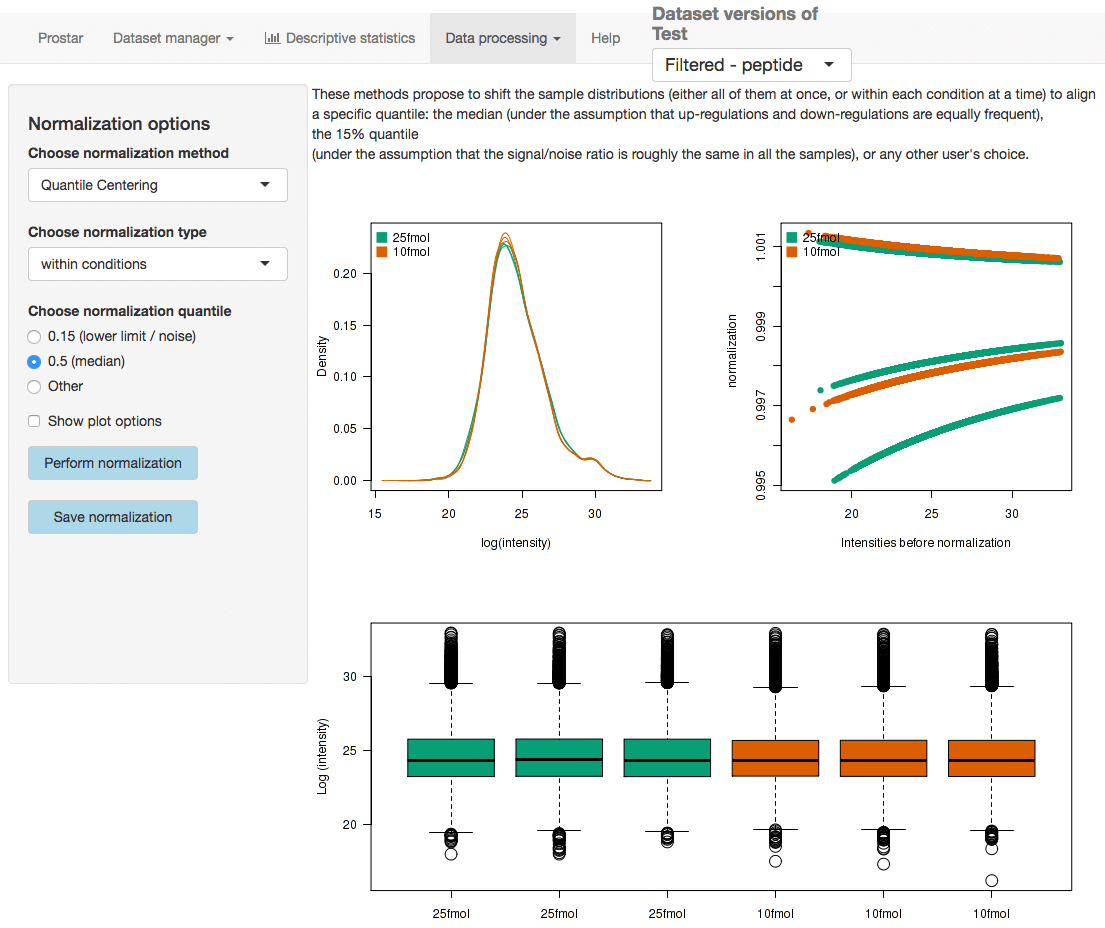 Prostar
Dataset manager
Descriptive statistics
Data processing
Help
Dataset versions of
Test
Filtered - peptide
Normalization options
Choose normalization method
Quantile Centering
Choose normalization type
within conditions
Choose normalization quantile
0.15 (lower limit / noise)
0.5 (median)
Other
Show plot options
Perform normalization
Save normalization
These methods propose to shift the sample distributions (either all of them at once, or within each condition at a time) to align
a specific quantile: the median (under the assumption that up-regulations and down-regulations are equally frequent),
the 15% quantile
(under the assumption that the signal/noise ratio is roughly the same in all the samples), or any other user's choice.
25fmol
10fmol
Density
0.20
0.15
0.10
0.05
0.00
15 20 25 30
log(intensity)
25fmol
10fmol
normalization
1.001
0.999
0.997
0.995
20 25 30
Intensities before normalization
Log (intensity)
30
25
20
25fmol 25fmol 25fmol 10fmol 10fmol 10fmol